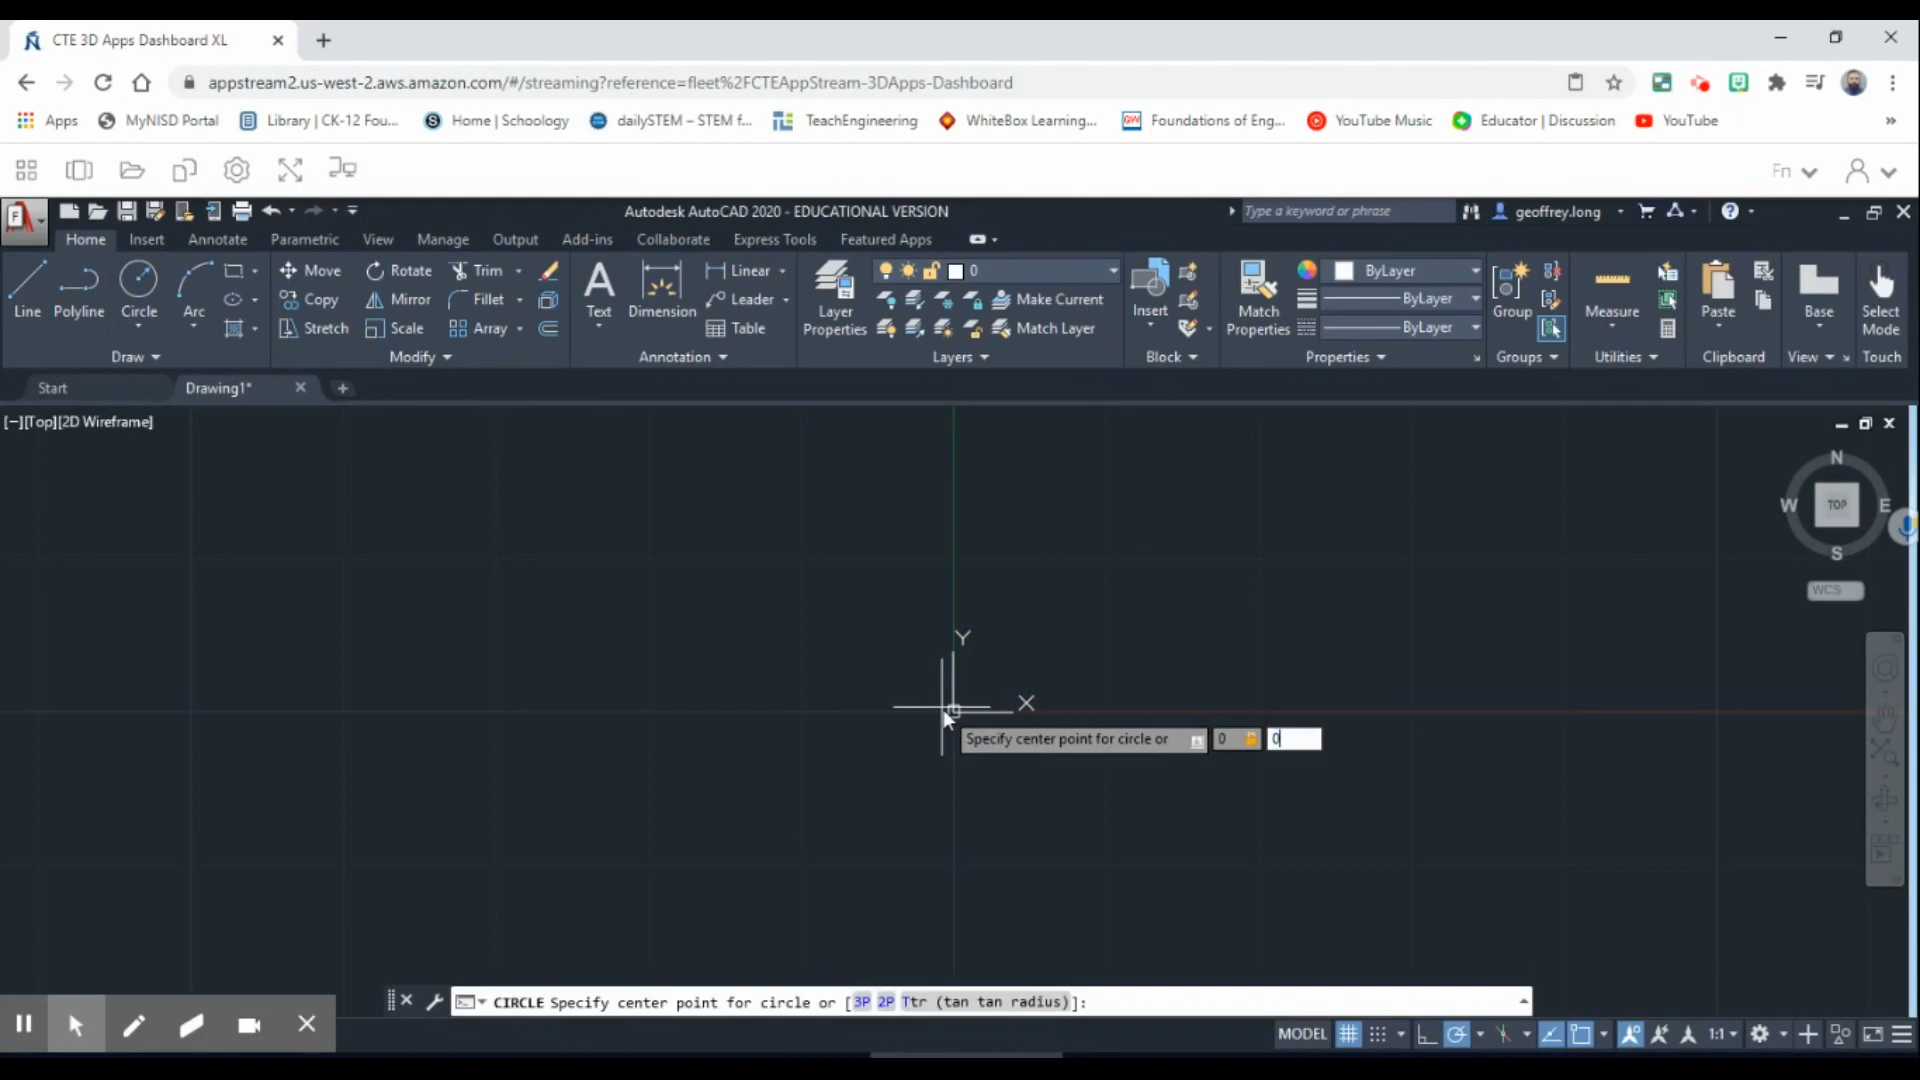 CTE 3D Apps Dashboard XL
appstream2.us-west-2.aws.amazon.com/#/streaming?reference=fleet%2FCTEAppStream-3DApps-Dashboard
Apps MyNISD Portal Library | CK-12 Fou... Home | Schoology dailySTEM – STEM f... TeachEngineering WhiteBox Learning... Foundations of Eng... YouTube Music Educator | Discussion YouTube »
Fn
Autodesk AutoCAD 2020 - EDUCATIONAL VERSION Type a keyword or phrase geoffrey.long
Home Insert Annotate Parametric View Manage Output Add-ins Collaborate Express Tools Featured Apps
Line Polyline Circle Arc
Move Rotate Trim
Copy Mirror Fillet
Stretch Scale Array
Text Dimension
Linear
Leader
Table
Layer Properties
0
Make Current
Match Layer
Insert
Match Properties
ByLayer
ByLayer
ByLayer
Group
Measure
Paste
Base
Select Mode
Draw Modify Annotation Layers Block Properties Groups Utilities Clipboard View Touch
Start Drawing1*
[−][Top][2D Wireframe]
N
W TOP E
S
WCS
Y
X
Specify center point for circle or 0 0
CIRCLE Specify center point for circle or [3P 2P Ttr (tan tan radius)]:
MODEL 1:1